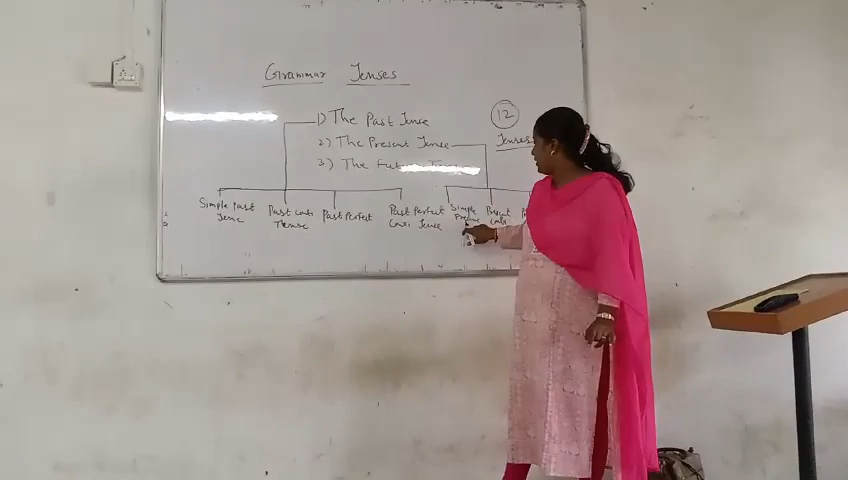 Grammar Tenses
1) The Past Tense
12
2) The Present Tense
Tenses
3) The Future Tense
Simple Past Tense
Past Conti Tense
Past Perfect
Past Perfect Conti Tense
Simple
Present Conti